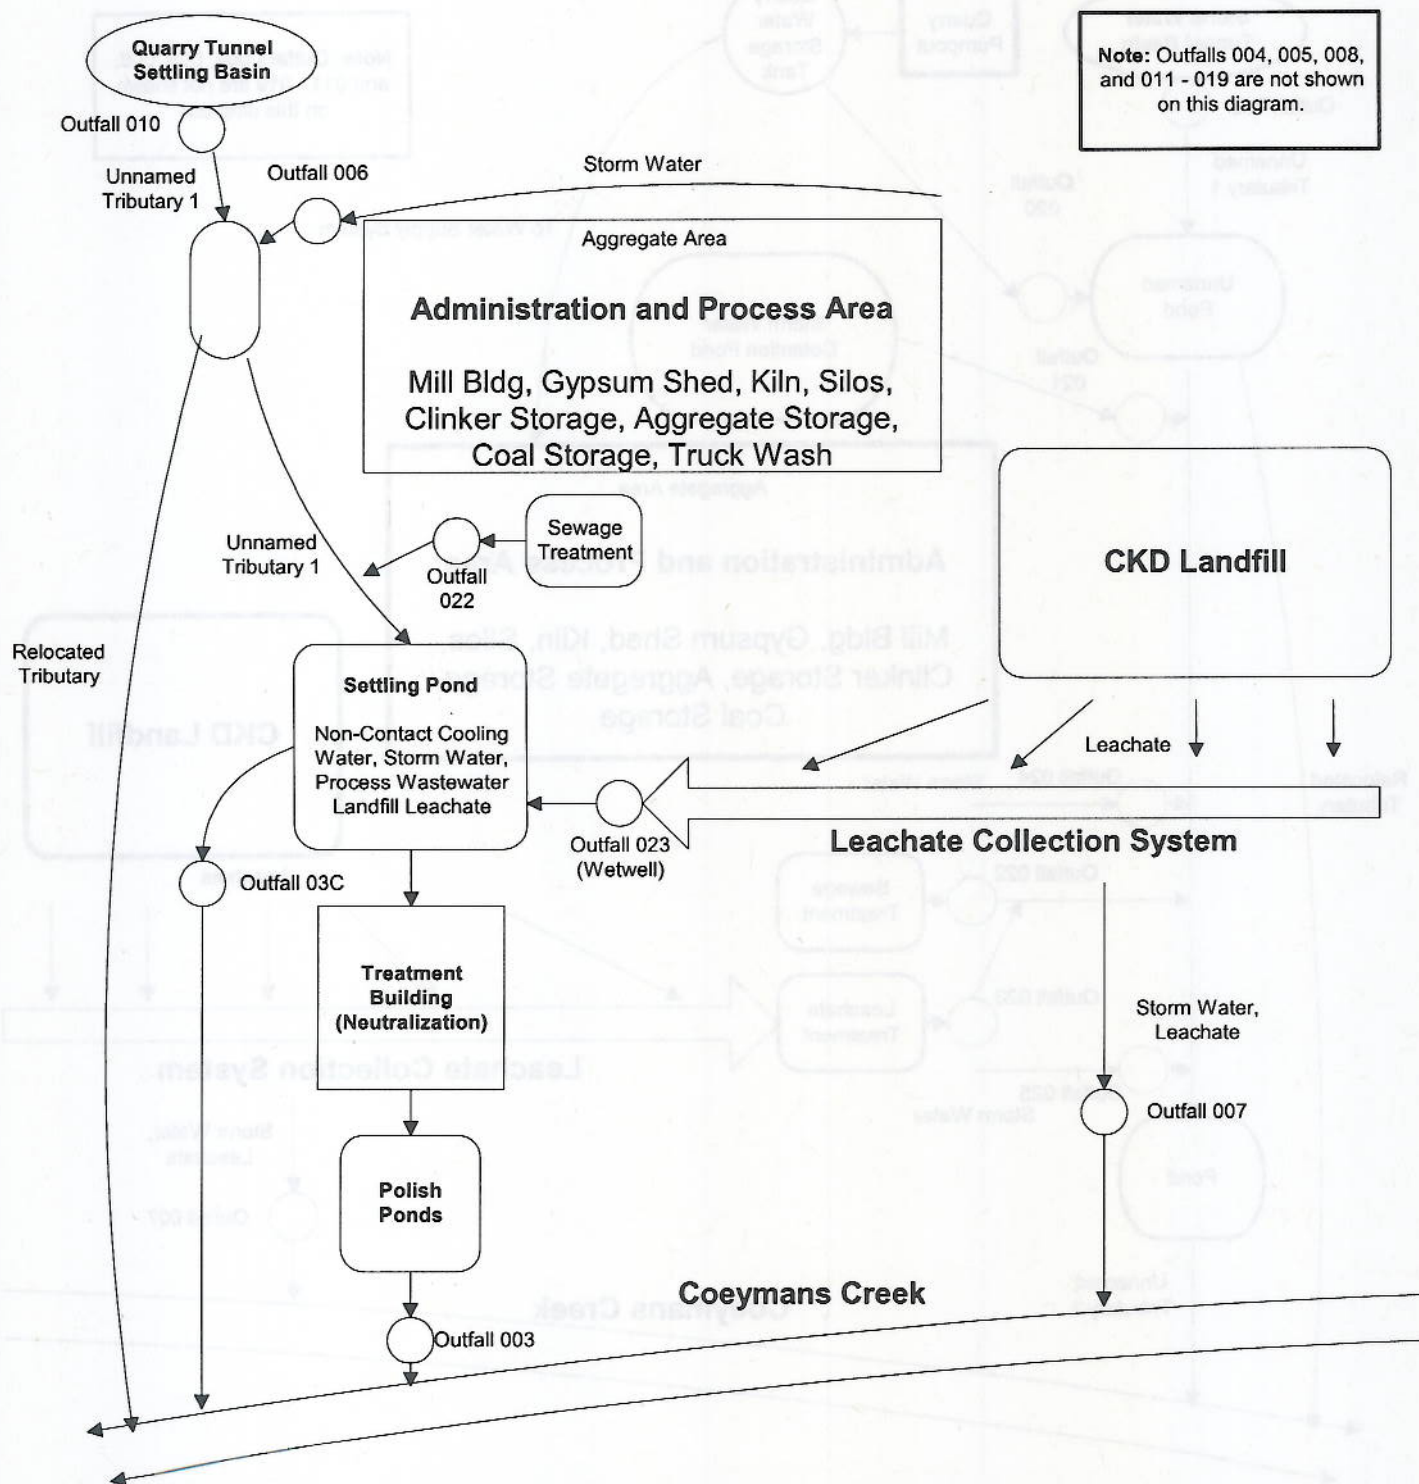 Quarry Tunnel
Settling Basin
Note: Outfalls 004, 005, 008,
and 011 - 019 are not shown
on this diagram.
Outfall 010
Unnamed
Tributary 1
Outfall 006
Storm Water
Aggregate Area
Administration and Process Area
Mill Bldg, Gypsum Shed, Kiln, Silos,
Clinker Storage, Aggregate Storage,
Coal Storage, Truck Wash
Sewage
Treatment
Outfall
022
Unnamed
Tributary 1
CKD Landfill
Relocated
Tributary
Settling Pond
Non-Contact Cooling
Water, Storm Water,
Process Wastewater
Landfill Leachate
Leachate
Outfall 023
(Wetwell)
Leachate Collection System
Outfall 03C
Treatment
Building
(Neutralization)
Storm Water,
Leachate
Outfall 007
Polish
Ponds
Coeymans Creek
Outfall 003